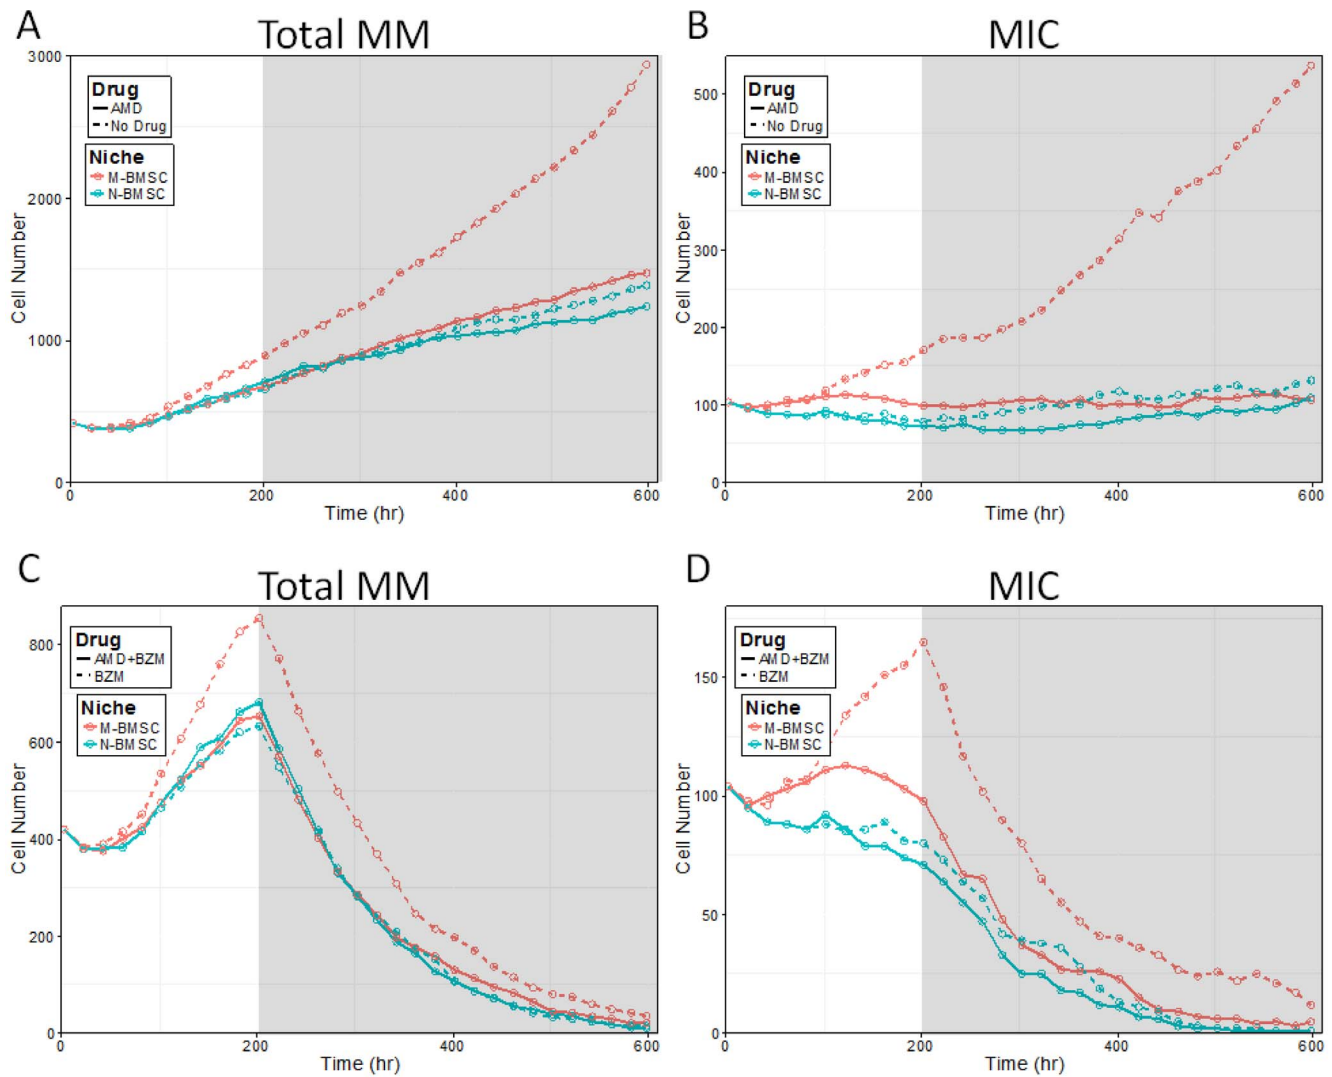 A
Total MM
3000
2000
1000
0
Cell Number
Drug
AMD
No Drug
Niche
M-BMSC
N-BMSC
0 200 400 600
Time (hr)
B
MIC
500
400
300
200
100
0
Cell Number
Drug
AMD
No Drug
Niche
M-BMSC
N-BMSC
0 200 400 600
Time (hr)
C
Total MM
800
600
400
200
0
Cell Number
Drug
AMD+BZM
BZM
Niche
M-BMSC
N-BMSC
0 200 400 600
Time (hr)
D
MIC
150
100
50
0
Cell Number
Drug
AMD+BZM
BZM
Niche
M-BMSC
N-BMSC
0 200 400 600
Time (hr)